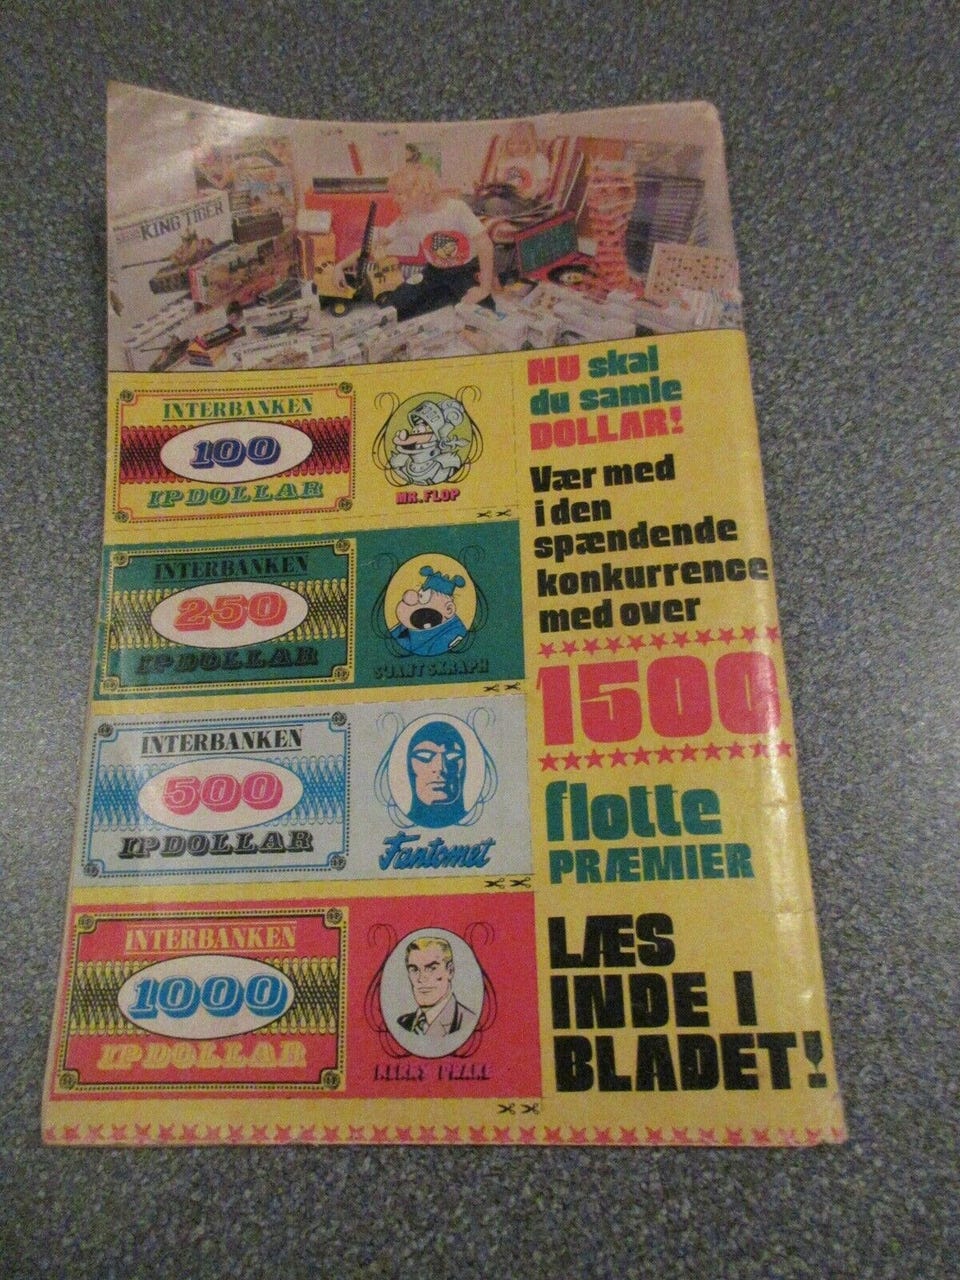 KING TIGER
NU skal
du samle
DOLLAR!
Vær med
i den
spændende
konkurrence
med over
1500
flotte
PRÆMIER
LÆS
INDE I
BLADET!
INTERBANKEN
100
IP DOLLAR
MR. FLOP
INTERBANKEN
250
IP DOLLAR
INTERBANKEN
500
IP DOLLAR
Fantomet
INTERBANKEN
1000
IP DOLLAR